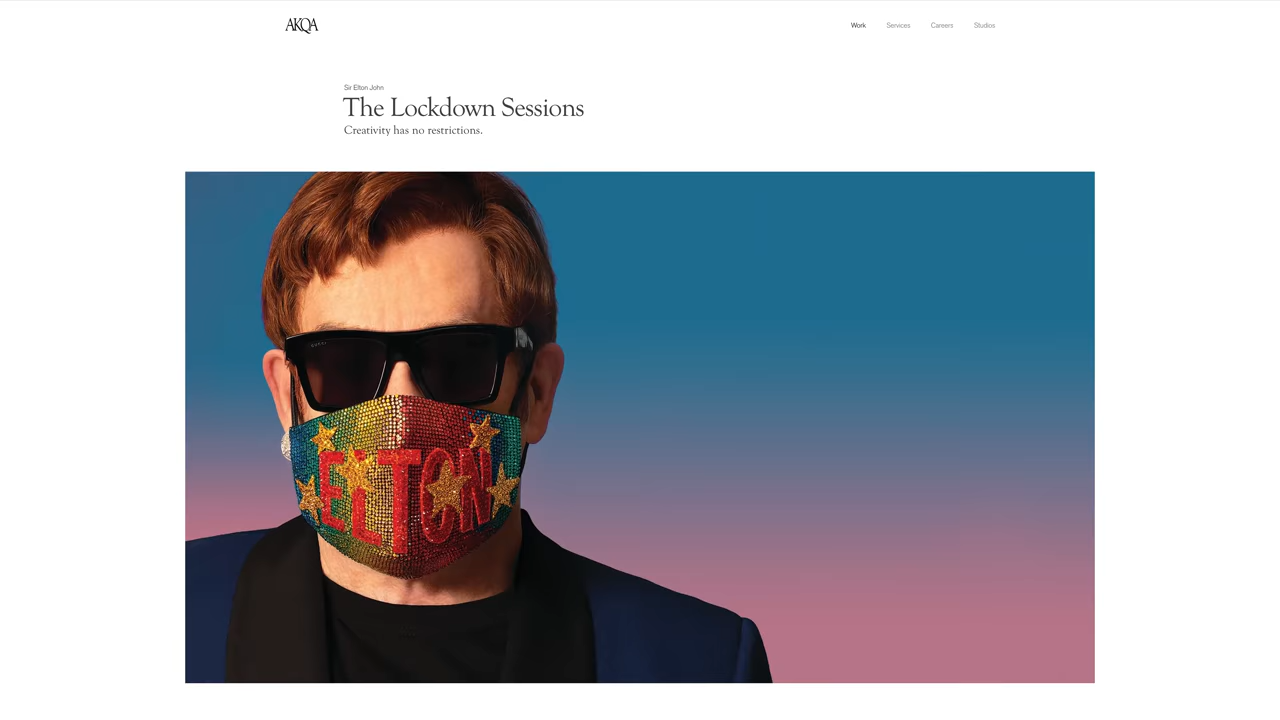 AKQA
Work Services Careers Studios
Sir Elton John
The Lockdown Sessions
Creativity has no restrictions.
ELTON